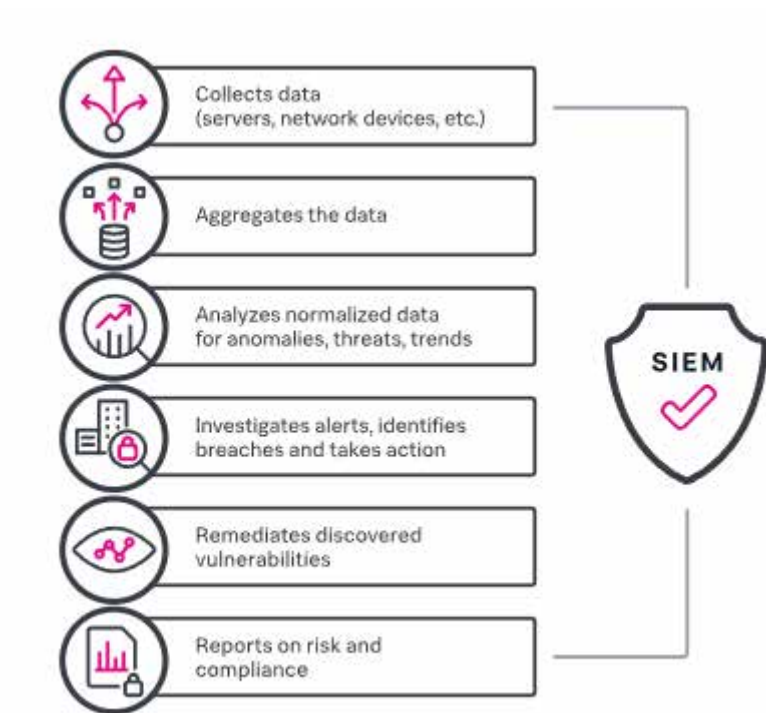 Collects data
(servers, network devices, etc.)
Aggregates the data
Analyzes normalized data
for anomalies, threats, trends
Investigates alerts, identifies
breaches and takes action
Remediates discovered
vulnerabilities
Reports on risk and
compliance
SIEM